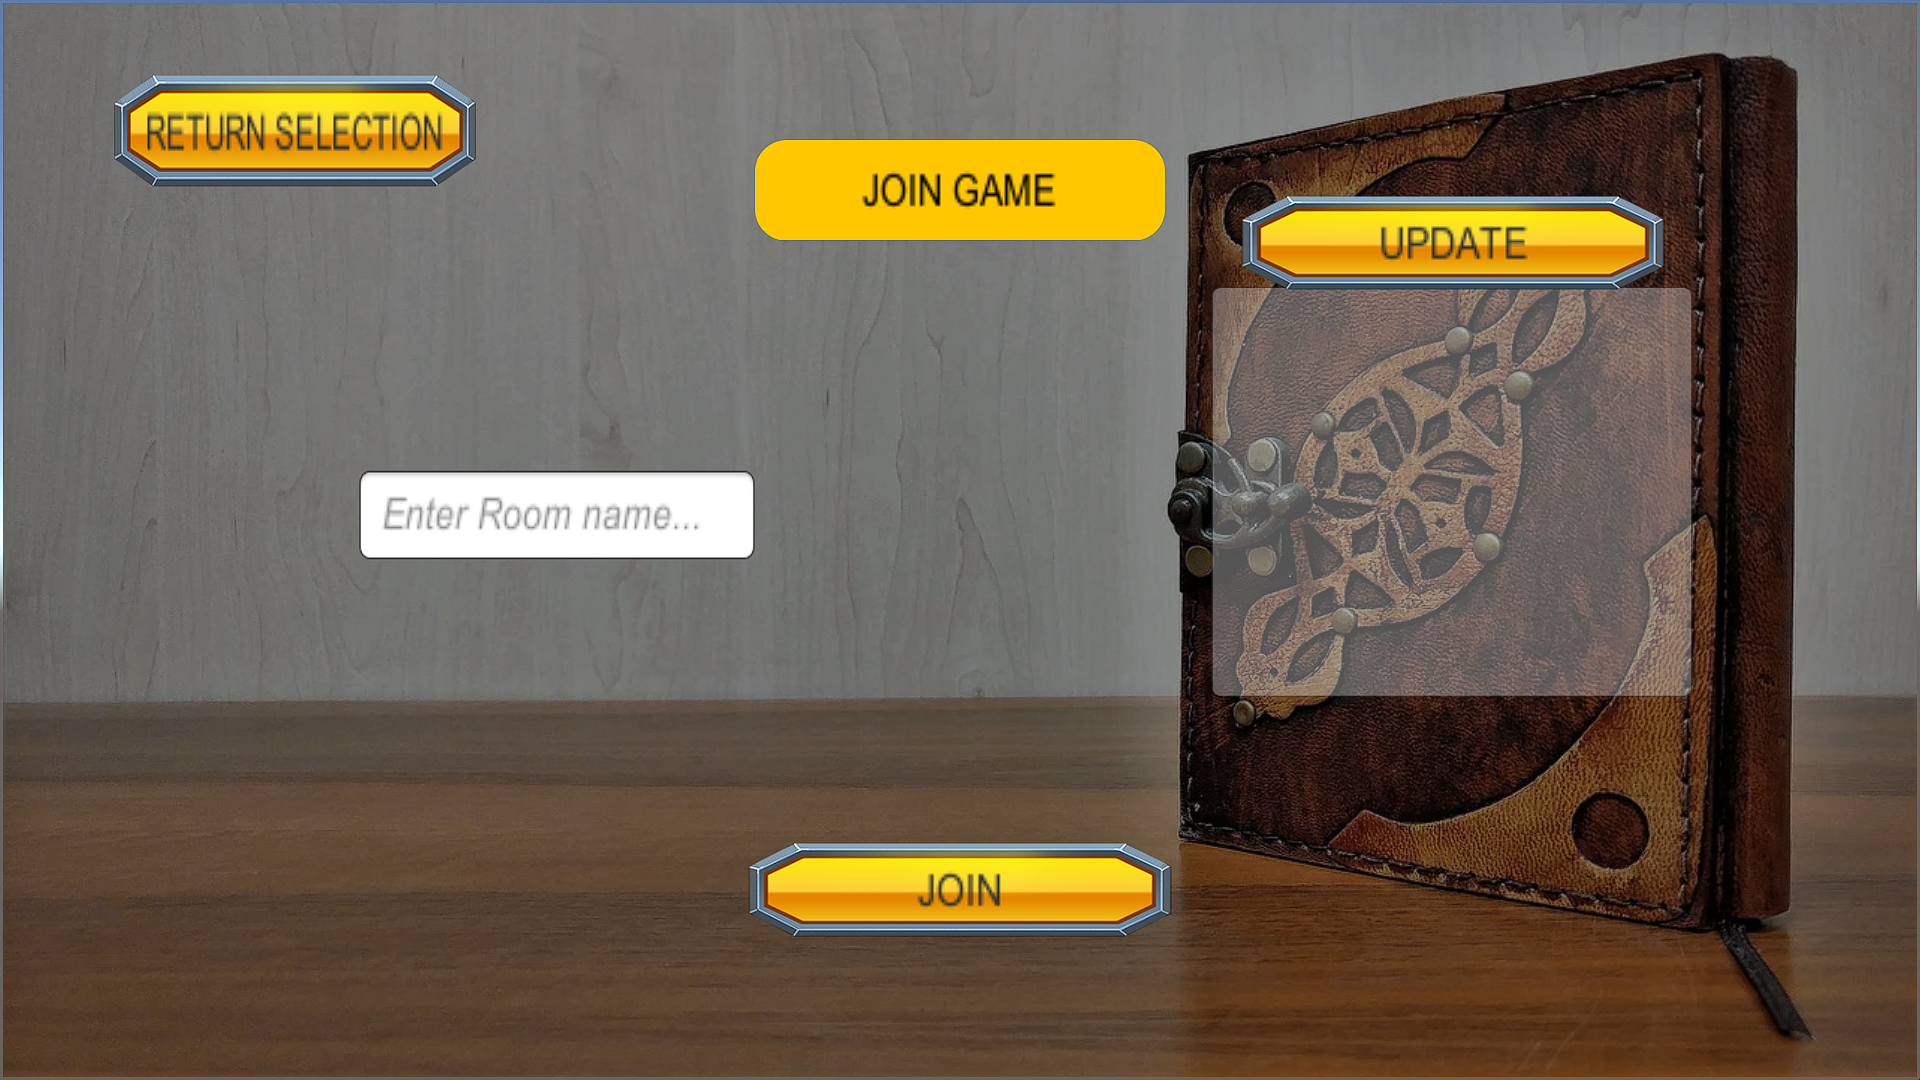 RETURN SELECTION
JOIN GAME
UPDATE
Enter Room name...
JOIN